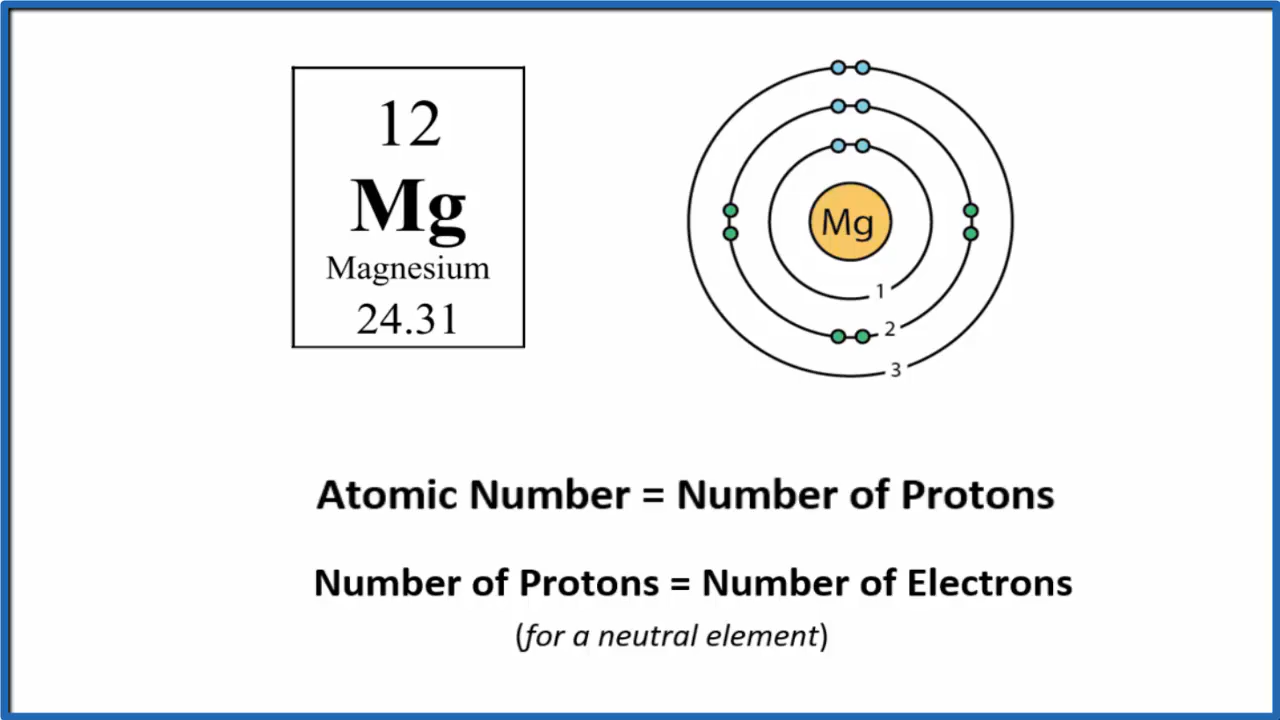 12
Mg
Magnesium
24.31
Mg
1
2
3
Atomic Number = Number of Protons
Number of Protons = Number of Electrons
(for a neutral element)